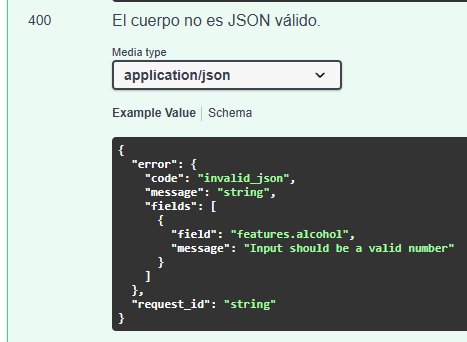 400
El cuerpo no es JSON válido.
Media type
application/json
Example Value
Schema
{
  "error": {
    "code": "invalid_json",
    "message": "string",
    "fields": [
      {
        "field": "features.alcohol",
        "message": "Input should be a valid number"
      }
    ]
  },
  "request_id": "string"
}